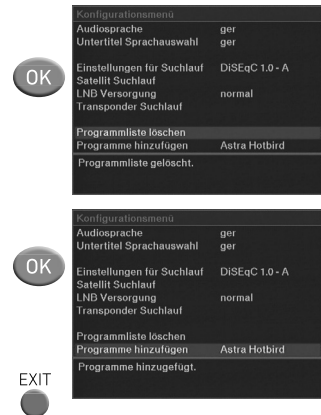 Konfigurationsmenü
Audiosprache ger
Untertitel Sprachauswahl ger
OK
Einstellungen für Suchlauf DiSEqC 1.0 - A
Satellit Suchlauf
LNB Versorgung normal
Transponder Suchlauf
Programmliste löschen
Programme hinzufügen Astra Hotbird
Programmliste gelöscht.
Konfigurationsmenü
Audiosprache ger
Untertitel Sprachauswahl ger
OK
Einstellungen für Suchlauf DiSEqC 1.0 - A
Satellit Suchlauf
LNB Versorgung normal
Transponder Suchlauf
Programmliste löschen
Programme hinzufügen Astra Hotbird
Programme hinzugefügt.
EXIT